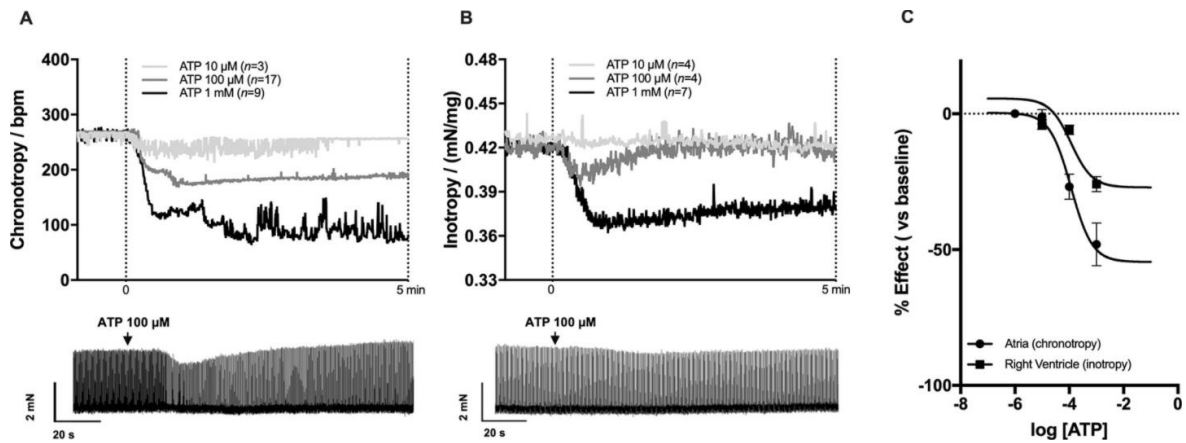 A
Chronotropy / bpm
400
300
200
100
0
ATP 10 µM (n=3)
ATP 100 µM (n=17)
ATP 1 mM (n=9)
0
5 min
ATP 100 µM
2 mN
20 s
B
Inotropy / (mN/mg)
0.48
0.45
0.42
0.39
0.36
0.33
ATP 10 µM (n=4)
ATP 100 µM (n=4)
ATP 1 mM (n=7)
0
5 min
ATP 100 µM
2 mN
20 s
C
% Effect ( vs baseline)
0
-50
-100
Atria (chronotropy)
Right Ventricle (inotropy)
-8
-6
-4
-2
0
log [ATP]